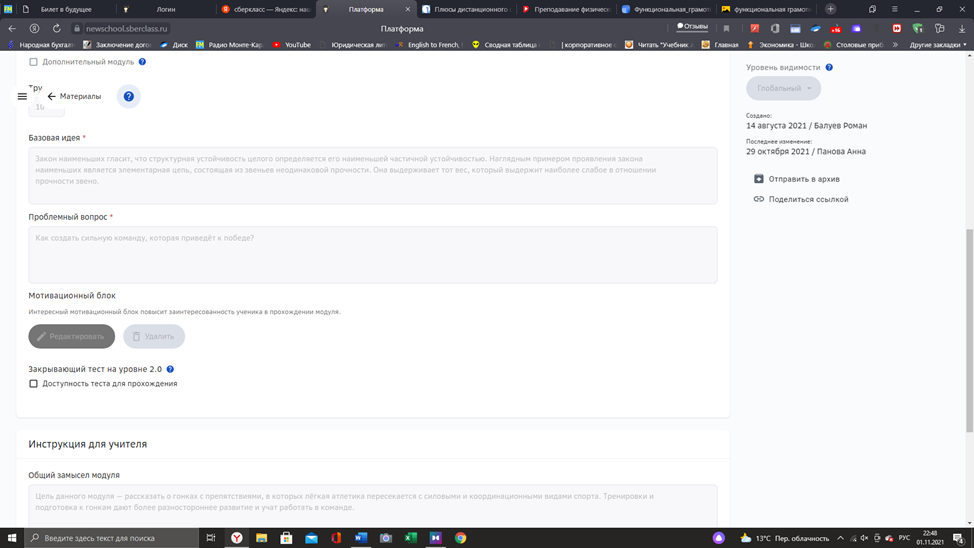 Билет в будущее
Логин
сберкласс — Яндекс: наш
Платформа
Плюсы дистанционного
Преподавание физическ
Функциональная_грамот
функциональная грамот
newschool.sberclass.ru
Платформа
Отзывы
Народная бухгал
Заключение догої
Диск
Радио Монте-Кар
YouTube
Юридическая лин
English to French,
Сводная таблица
| корпоративное
Читать "Учебник
Главная
Экономика - Шко
Столовые прибо
Другие закладки
Дополнительный модуль
Материалы
Базовая идея *
Закон наименьших гласит, что структурная устойчивость целого определяется его наименьшей частичной устойчивостью. Наглядным примером проявления закона
наименьших является элементарная цепь, состоящая из звеньев неодинаковой прочности. Она выдерживает тот вес, который выдержит наиболее слабое в отношении
прочности звено.
Проблемный вопрос *
Как создать сильную команду, которая приведёт к победе?
Мотивационный блок
Интересный мотивационный блок повысит заинтересованность ученика в прохождении модуля.
Редактировать
Удалить
Закрывающий тест на уровне 2.0
Доступность теста для прохождения
Инструкция для учителя
Общий замысел модуля
Цель данного модуля — рассказать о гонках с препятствиями, в которых лёгкая атлетика пересекается с силовыми и координационными видами спорта. Тренировки и
подготовка к гонкам дают более разностороннее развитие и учат работать в команде.
Уровень видимости
Глобальный
Создано:
14 августа 2021 / Балуев Роман
Последнее изменение:
29 октября 2021 / Панова Анна
Отправить в архив
Поделиться ссылкой
Введите здесь текст для поиска
13°C Пер. облачность
РУС
22:48
01.11.2021